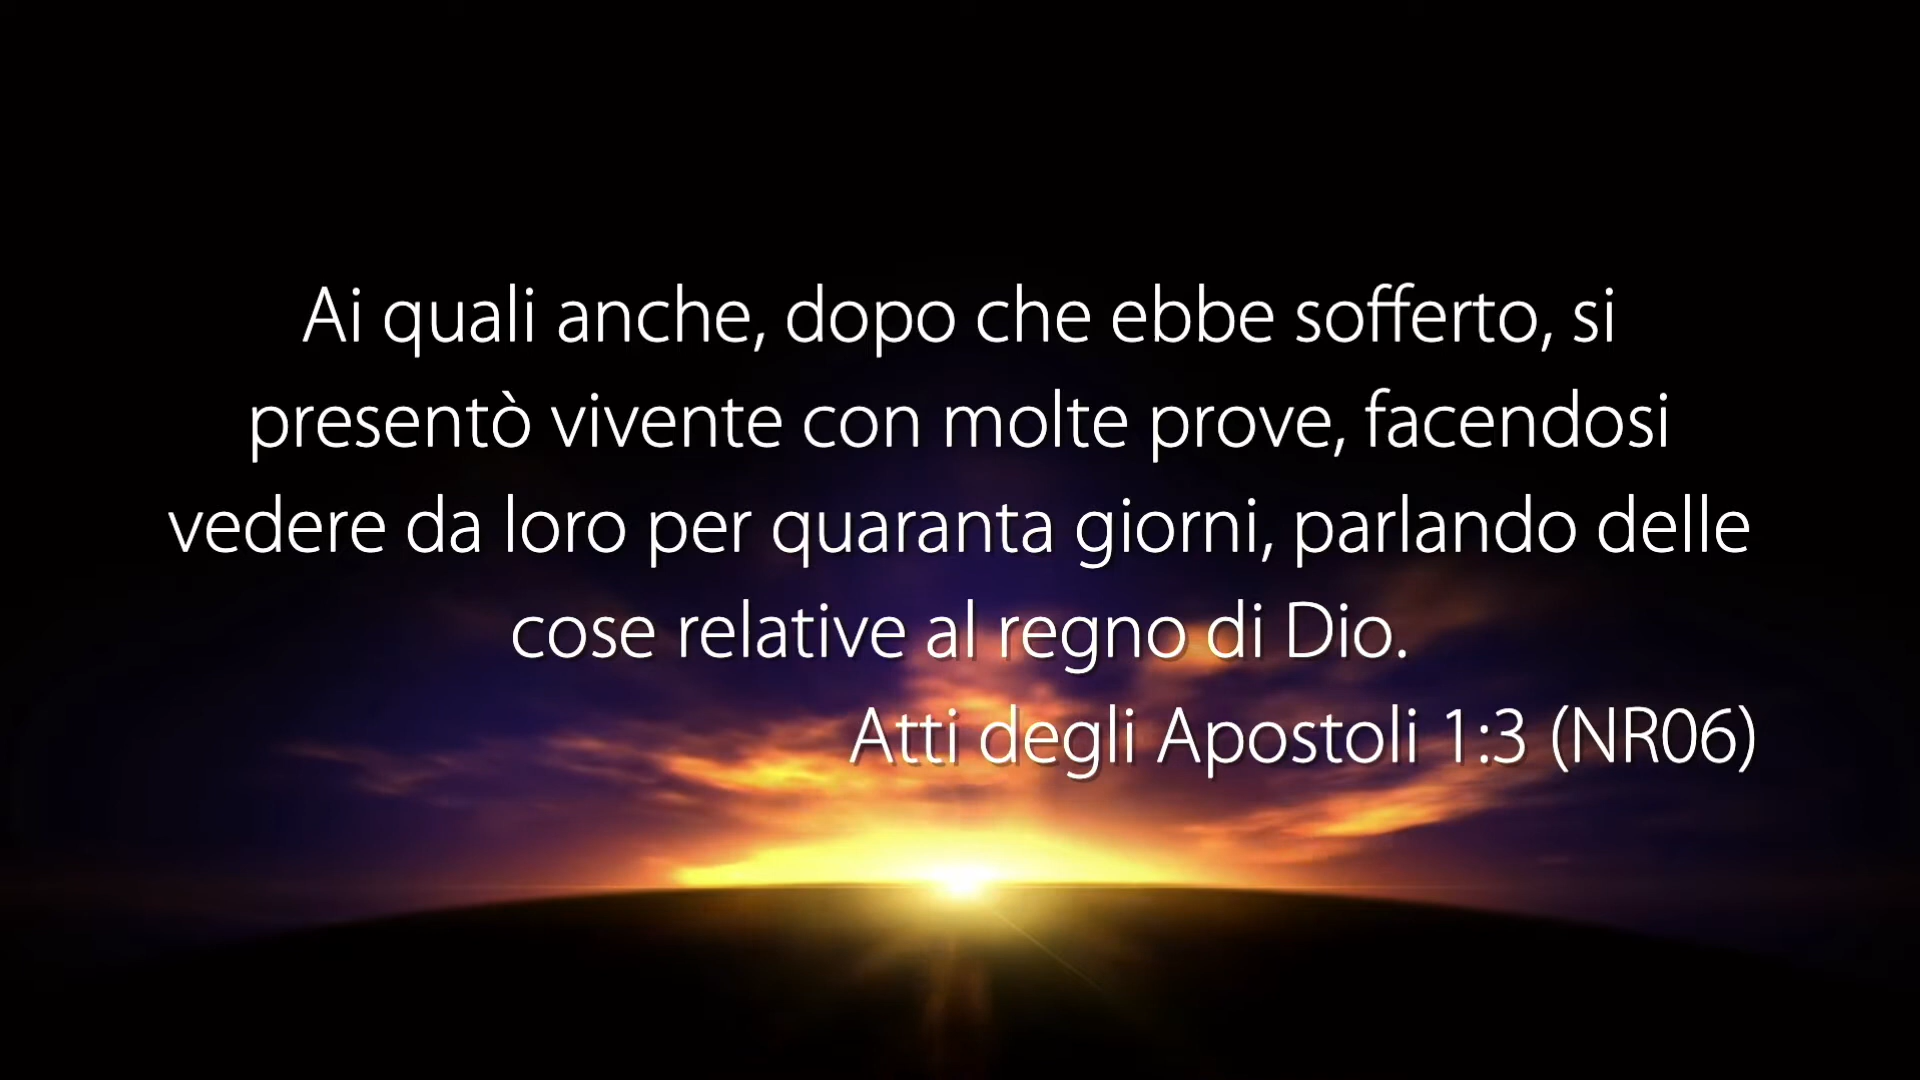 Ai quali anche, dopo che ebbe sofferto, si
presentò vivente con molte prove, facendosi
vedere da loro per quaranta giorni, parlando delle
cose relative al regno di Dio.
Atti degli Apostoli 1:3 (NR06)